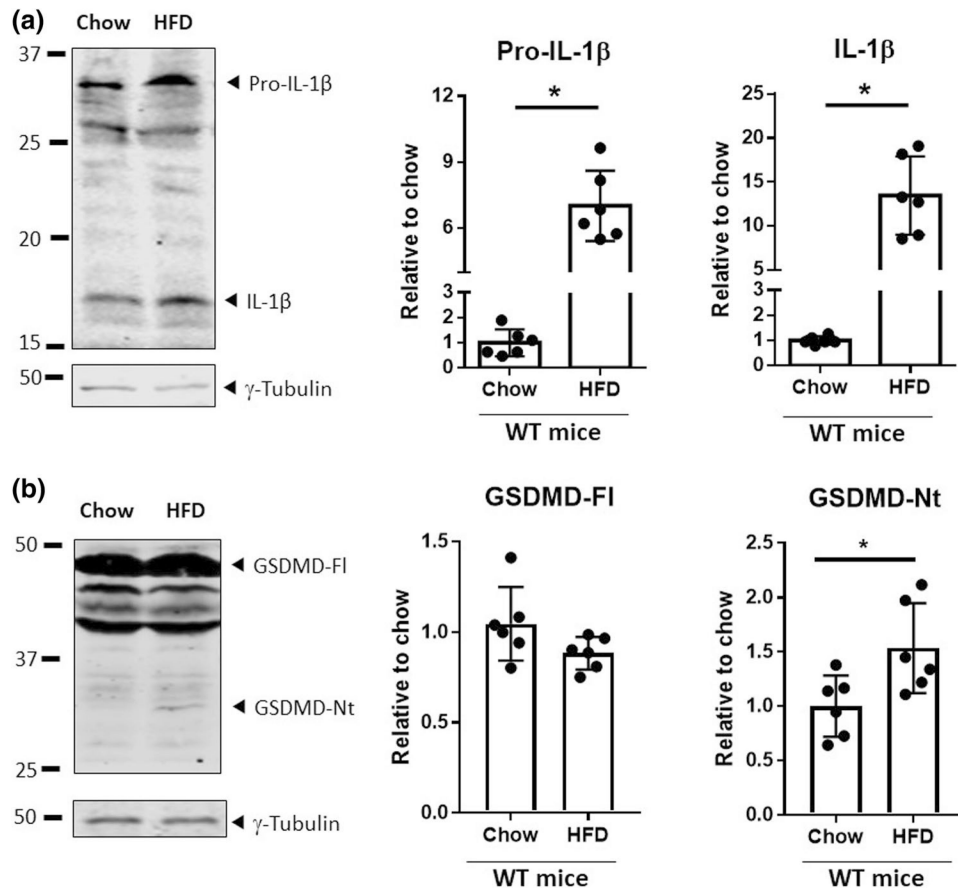 (a)
Chow HFD
37
Pro-IL-1β
25
20
IL-1β
15
50
γ-Tubulin
Pro-IL-1β
*
Relative to chow
12
9
6
3
2
1
0
Chow HFD
WT mice
IL-1β
*
Relative to chow
25
20
15
10
5
3
2
1
0
Chow HFD
WT mice
(b)
Chow HFD
50
GSDMD-Fl
37
GSDMD-Nt
25
50
γ-Tubulin
GSDMD-Fl
Relative to chow
1.5
1.0
0.5
0.0
Chow HFD
WT mice
GSDMD-Nt
*
Relative to chow
2.5
2.0
1.5
1.0
0.5
0.0
Chow HFD
WT mice